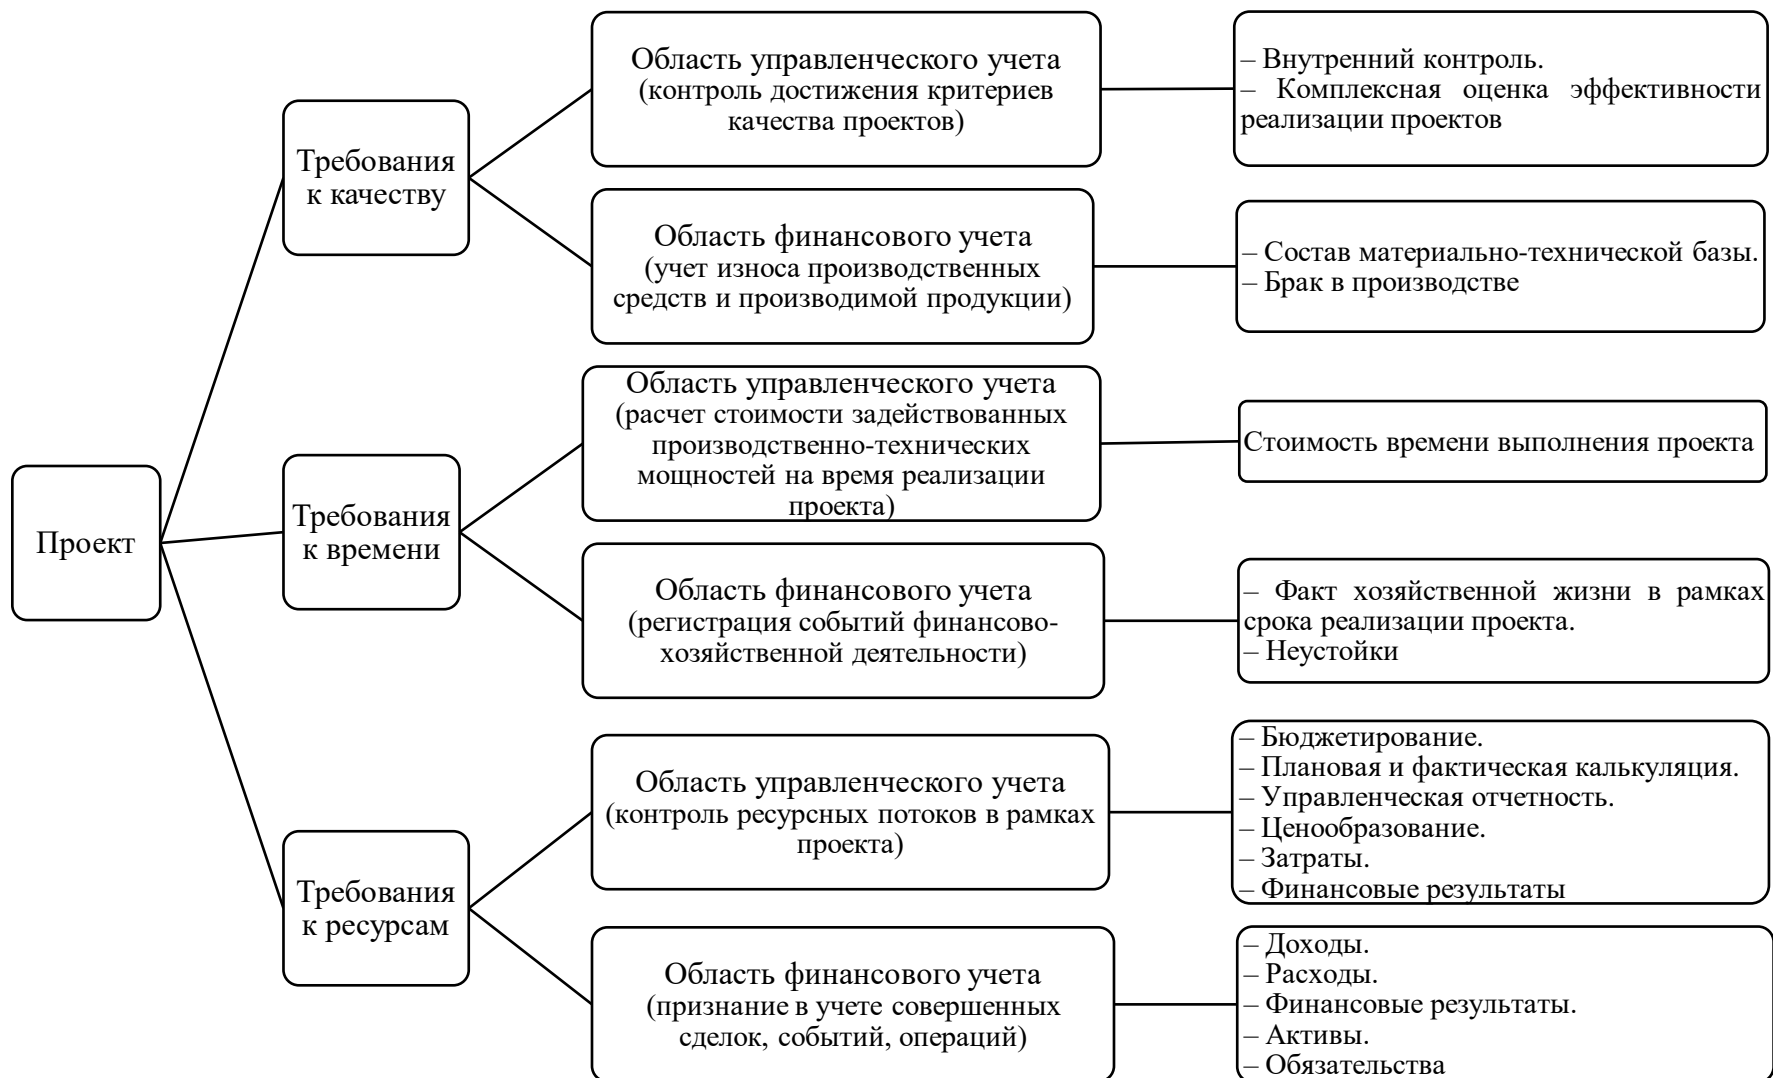 Проект
Требования
к качеству
Область управленческого учета
(контроль достижения критериев
качества проектов)
– Внутренний контроль.
– Комплексная оценка эффективности
реализации проектов
Область финансового учета
(учет износа производственных
средств и производимой продукции)
– Состав материально-технической базы.
– Брак в производстве
Требования
к времени
Область управленческого учета
(расчет стоимости задействованных
производственно-технических
мощностей на время реализации
проекта)
Стоимость времени выполнения проекта
Область финансового учета
(регистрация событий финансово-
хозяйственной деятельности)
– Факт хозяйственной жизни в рамках
срока реализации проекта.
– Неустойки
Требования
к ресурсам
Область управленческого учета
(контроль ресурсных потоков в рамках
проекта)
– Бюджетирование.
– Плановая и фактическая калькуляция.
– Управленческая отчетность.
– Ценообразование.
– Затраты.
– Финансовые результаты
Область финансового учета
(признание в учете совершенных
сделок, событий, операций)
– Доходы.
– Расходы.
– Финансовые результаты.
– Активы.
– Обязательства